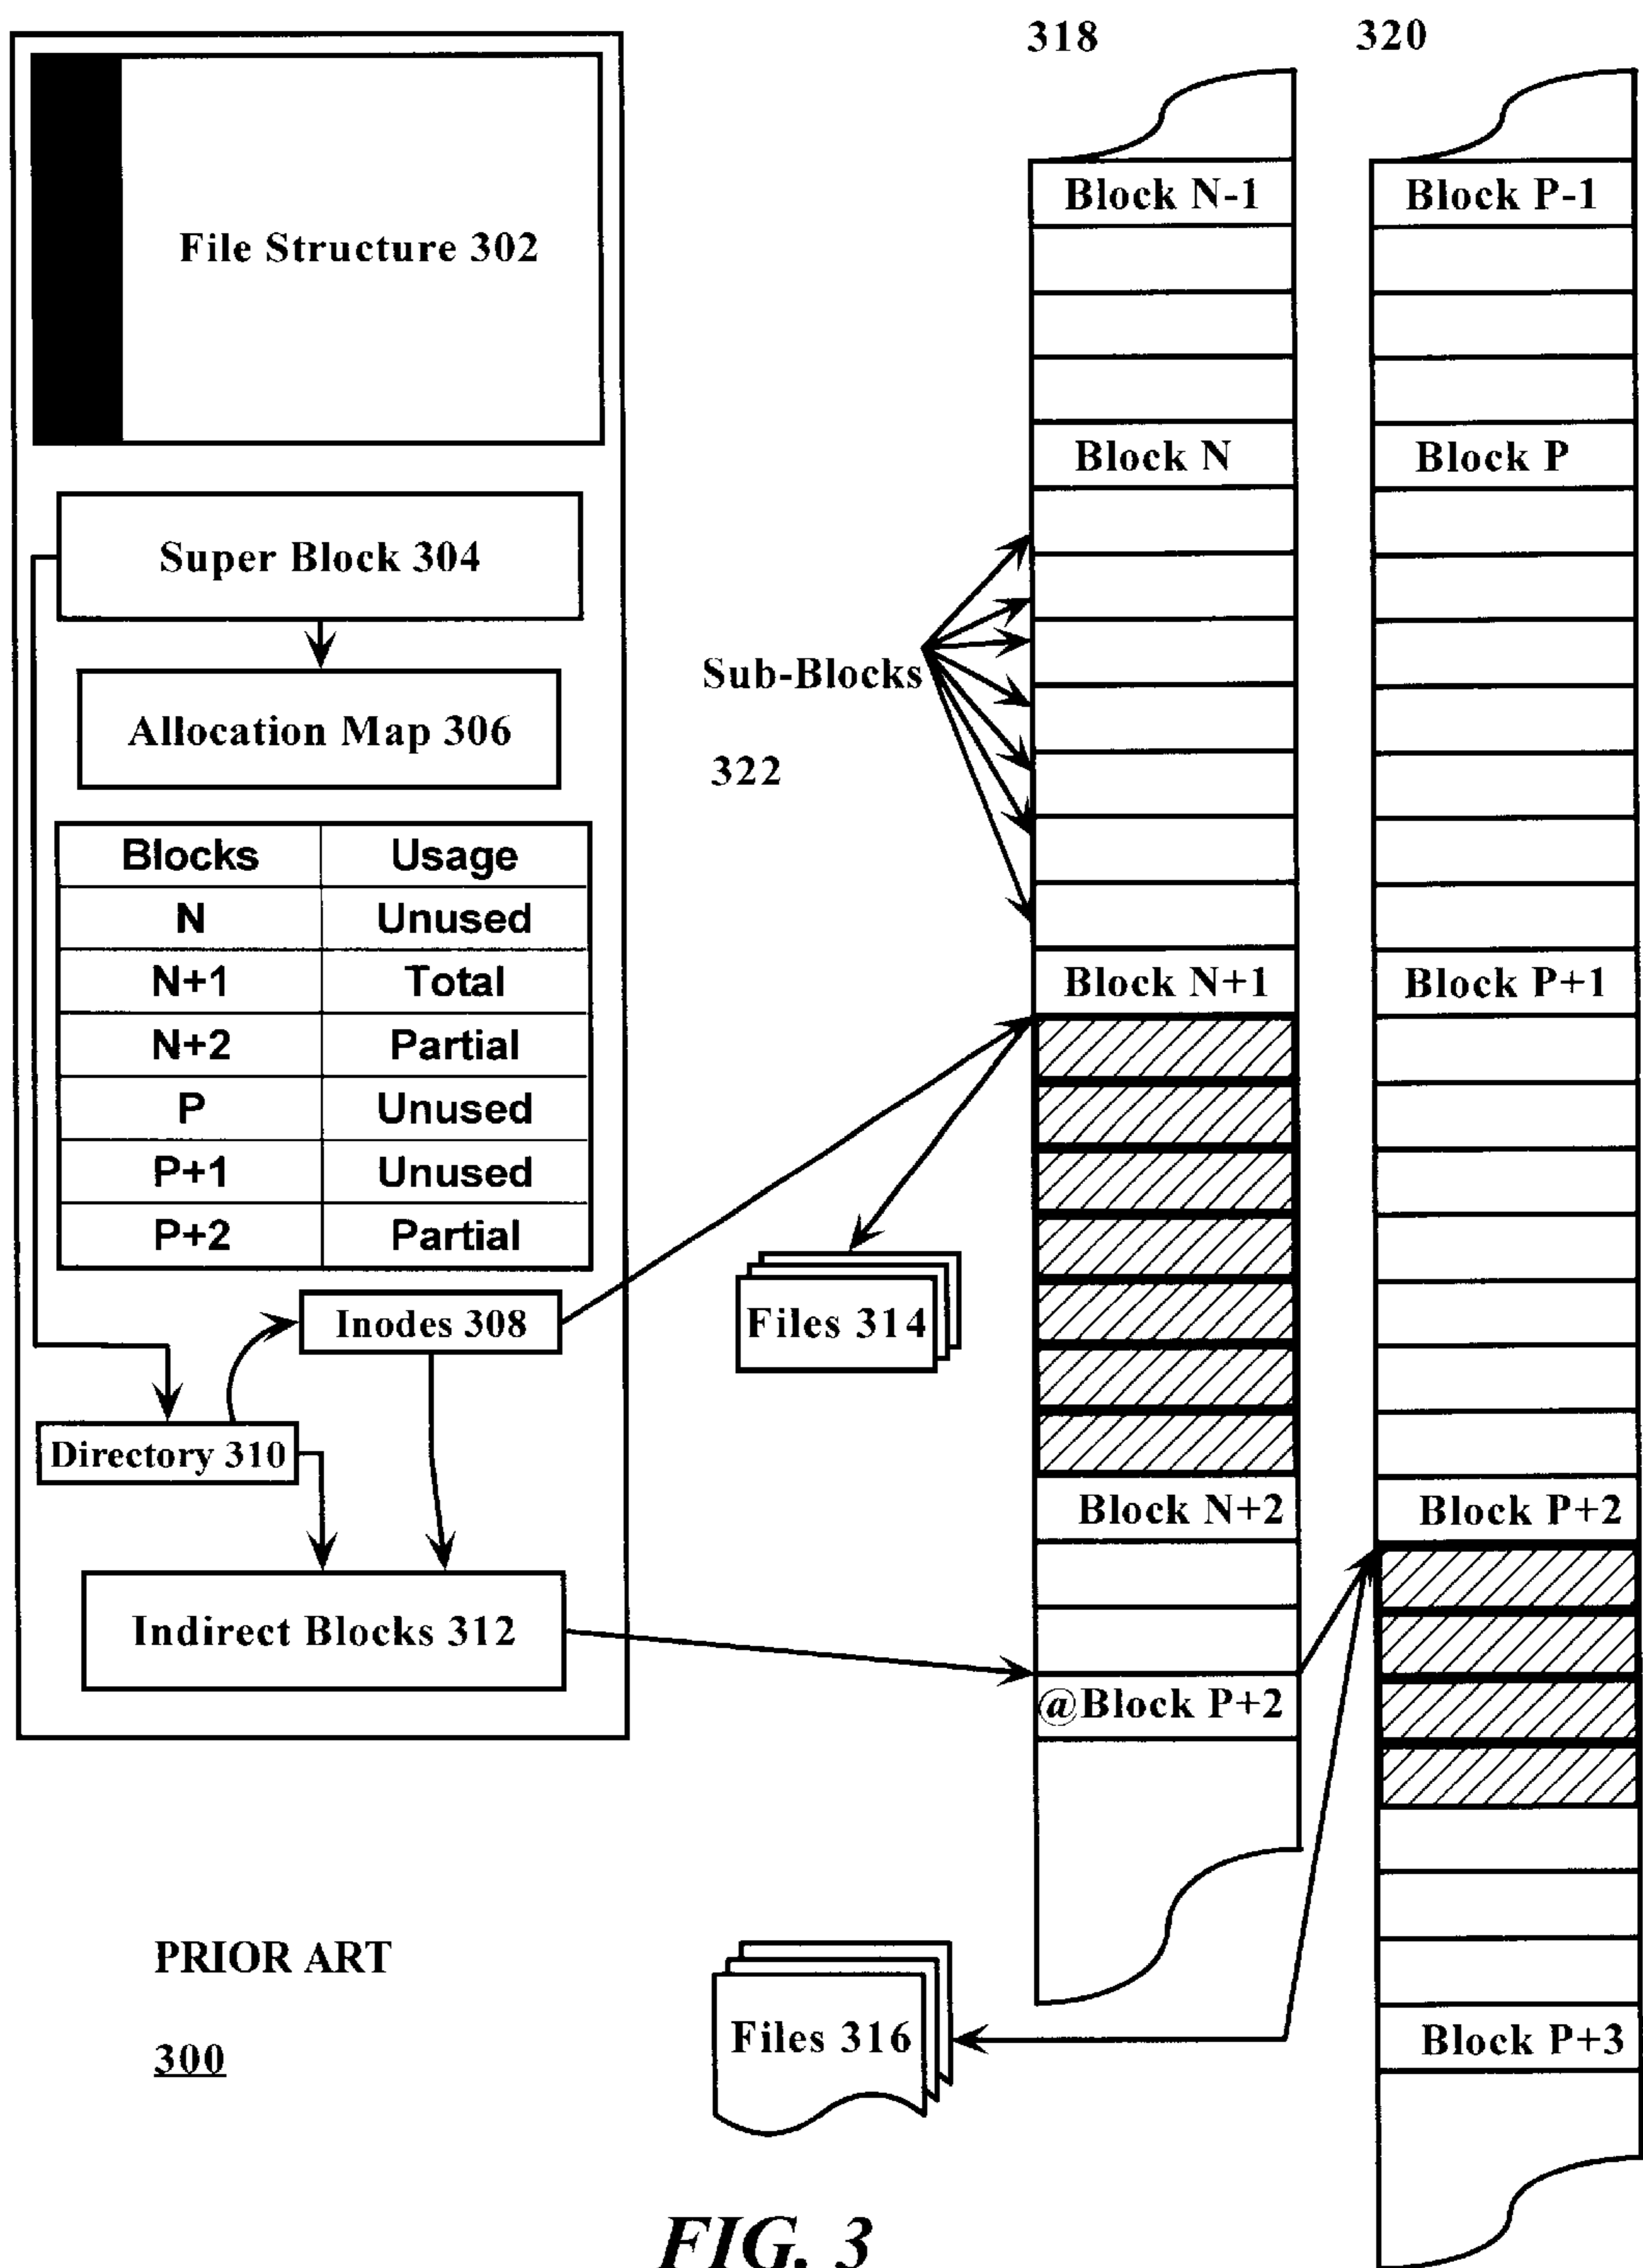 318
320
File Structure 302
Super Block 304
Allocation Map 306
Blocks Usage
N Unused
N+1 Total
N+2 Partial
P Unused
P+1 Unused
P+2 Partial
Inodes 308
Directory 310
Indirect Blocks 312
Sub-Blocks
322
Files 314
Files 316
Block N-1
Block N
Block N+1
Block N+2
@Block P+2
Block P-1
Block P
Block P+1
Block P+2
Block P+3
PRIOR ART
300
FIG. 3